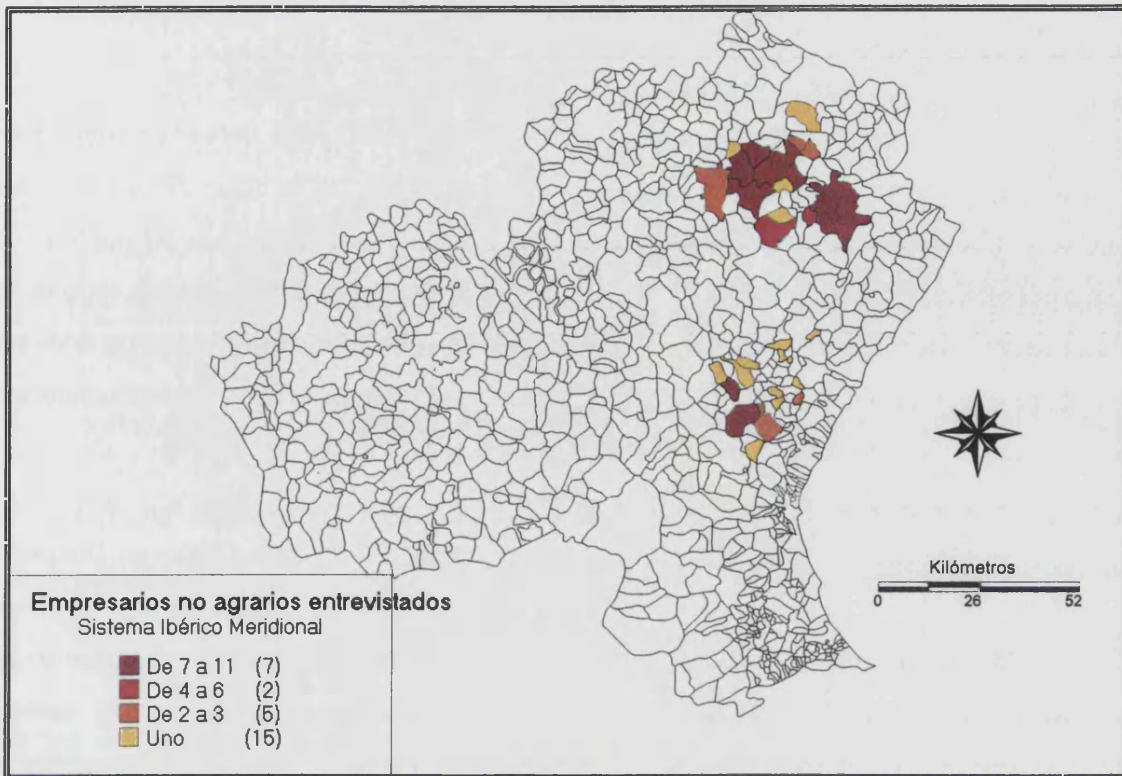 Kilómetros
0 26 52
Empresarios no agrarios entrevistados
Sistema Ibérico Meridional
De 7 a 11 (7)
De 4 a 6 (2)
De 2 a 3 (5)
Uno (15)